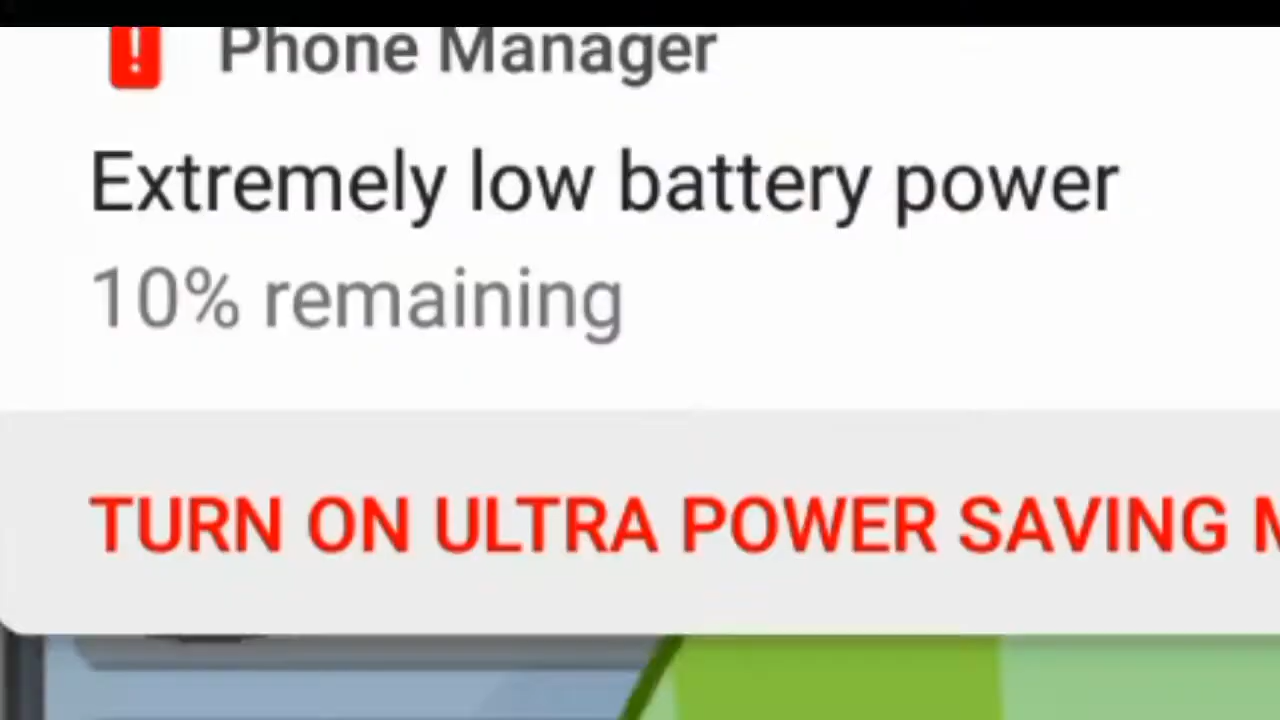 Phone Manager
Extremely low battery power
10% remaining
TURN ON ULTRA POWER SAVING M